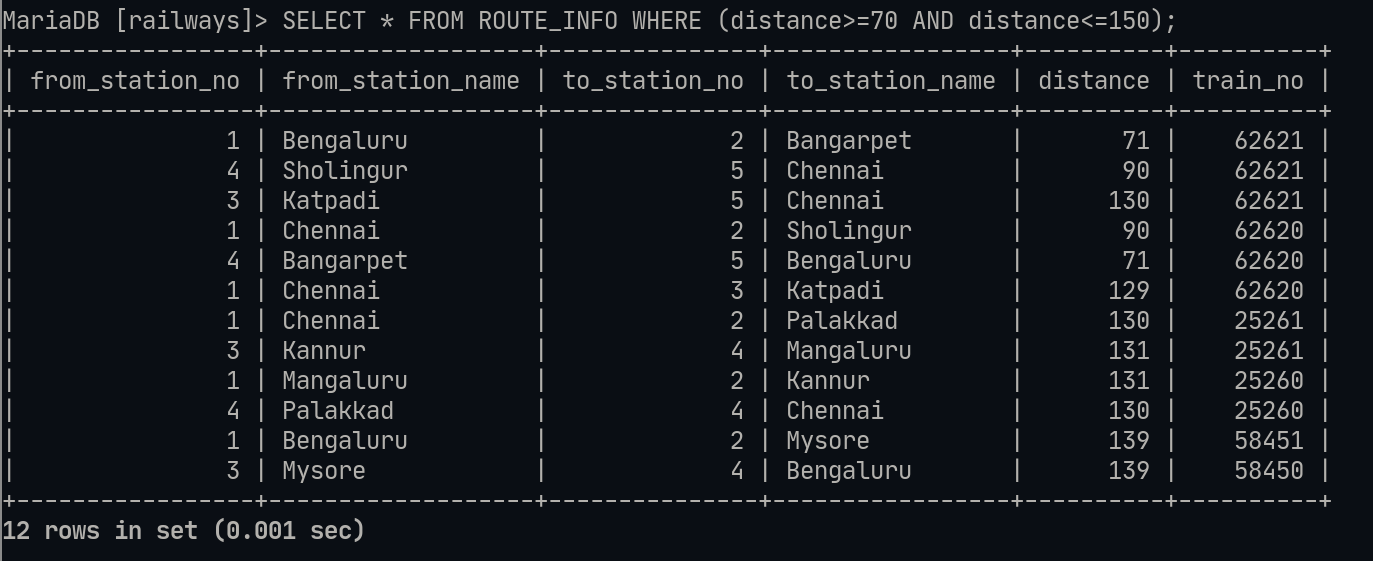 MariaDB [railways]> SELECT * FROM ROUTE_INFO WHERE (distance>=70 AND distance<=150);
+-----------------+-------------------+---------------+-----------------+----------+----------+
| from_station_no | from_station_name | to_station_no | to_station_name | distance | train_no |
+-----------------+-------------------+---------------+-----------------+----------+----------+
|               1 | Bengaluru         |             2 | Bangarpet       |       71 |    62621 |
|               4 | Sholingur         |             5 | Chennai         |       90 |    62621 |
|               3 | Katpadi           |             5 | Chennai         |      130 |    62621 |
|               1 | Chennai           |             2 | Sholingur       |       90 |    62620 |
|               4 | Bangarpet         |             5 | Bengaluru       |       71 |    62620 |
|               1 | Chennai           |             3 | Katpadi         |      129 |    62620 |
|               1 | Chennai           |             2 | Palakkad        |      130 |    25261 |
|               3 | Kannur            |             4 | Mangaluru       |      131 |    25261 |
|               1 | Mangaluru         |             2 | Kannur          |      131 |    25260 |
|               4 | Palakkad          |             4 | Chennai         |      130 |    25260 |
|               1 | Bengaluru         |             2 | Mysore          |      139 |    58451 |
|               3 | Mysore            |             4 | Bengaluru       |      139 |    58450 |
+-----------------+-------------------+---------------+-----------------+----------+----------+
12 rows in set (0.001 sec)